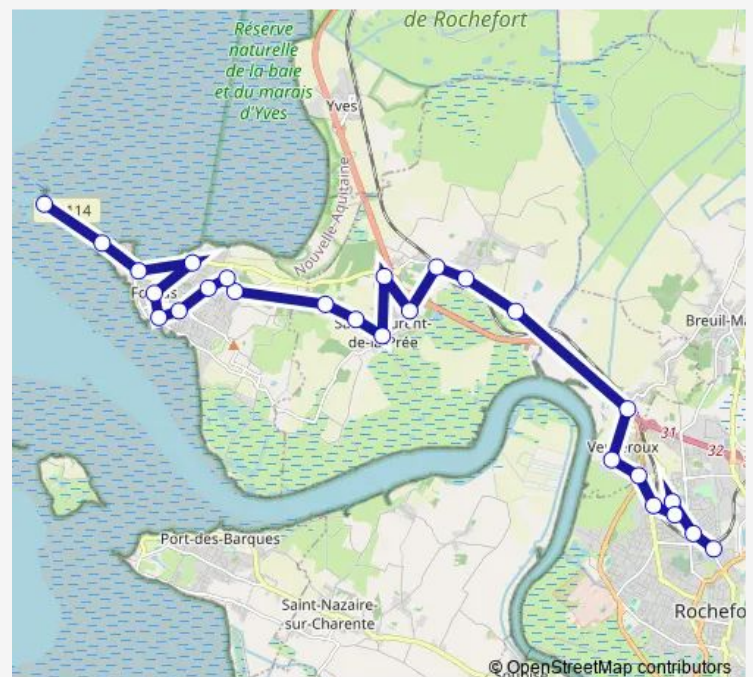 de Rochefort
Réserve
naturelle
de la baie
et du marais
d'Yves
Yves
Nouvelle-Aquitaine
114
Breuil-Ma
31
32
Port-des-Barques
Saint-Nazaire-
sur-Charente
Rochefo
© OpenStreetMap contributors